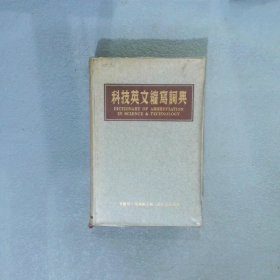 科技英文縮寫詞典
DICTIONARY OF ABBREVIATION
IN SCIENCE & TECHNOLOGY